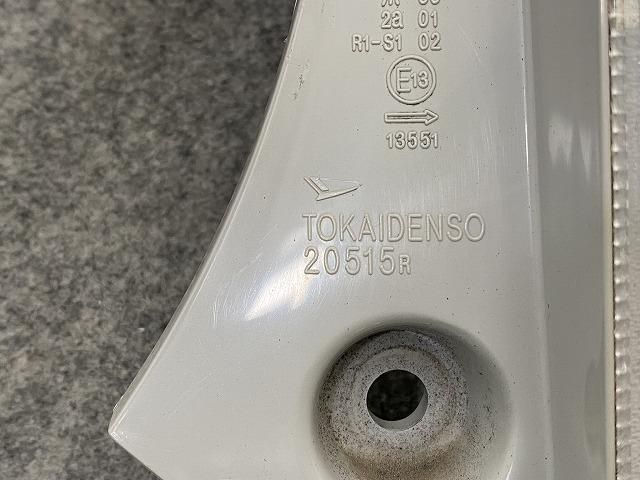 2a 01
R1-S1 02
E13
13551
TOKAIDENSO
20515R